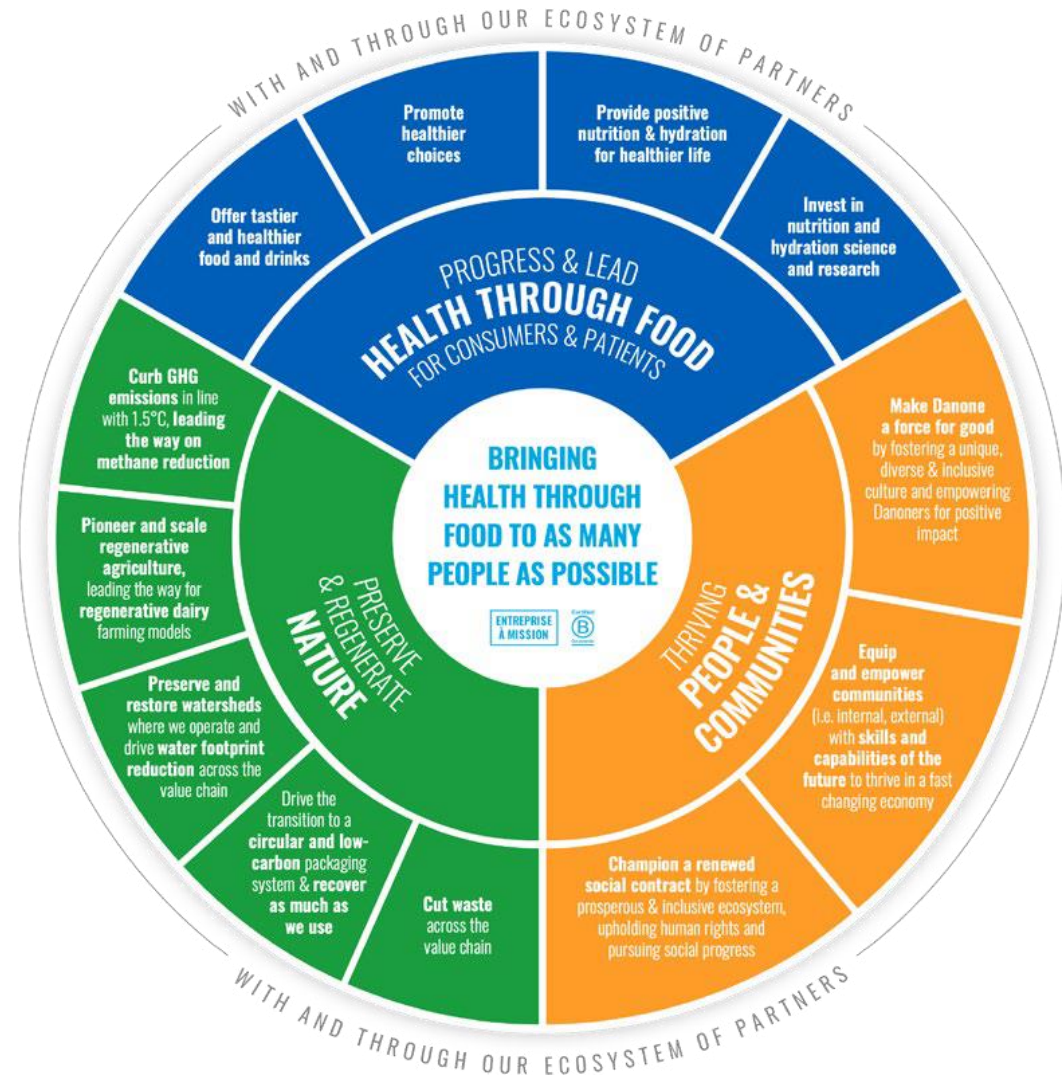 WITH AND THROUGH OUR ECOSYSTEM OF PARTNERS
Offer tastier
and healthier
food and drinks
Promote
healthier
choices
Provide positive
nutrition & hydration
for healthier life
Invest in
nutrition and
hydration science
and research
PROGRESS & LEAD
HEALTH THROUGH FOOD
FOR CONSUMERS & PATIENTS
BRINGING
HEALTH THROUGH
FOOD TO AS MANY
PEOPLE AS POSSIBLE
ENTREPRISE
À MISSION
Certified
B
THRIVING
PEOPLE &
COMMUNITIES
Make Danone
a force for good
by fostering a unique,
diverse & inclusive
culture and empowering
Danoners for positive
impact
Equip
and empower
communities
(i.e. internal, external)
with skills and
capabilities of the
future to thrive in a fast
changing economy
Champion a renewed
social contract by fostering a
prosperous & inclusive ecosystem,
upholding human rights and
pursuing social progress
PRESERVE
& REGENERATE
NATURE
Curb GHG
emissions in line
with 1.5°C, leading
the way on
methane reduction
Pioneer and scale
regenerative
agriculture,
leading the way for
regenerative dairy
farming models
Preserve and
restore watersheds
where we operate and
drive water footprint
reduction across the
value chain
Drive the
transition to a
circular and low-
carbon packaging
system & recover
as much as
we use
Cut waste
across the
value chain
WITH AND THROUGH OUR ECOSYSTEM OF PARTNERS